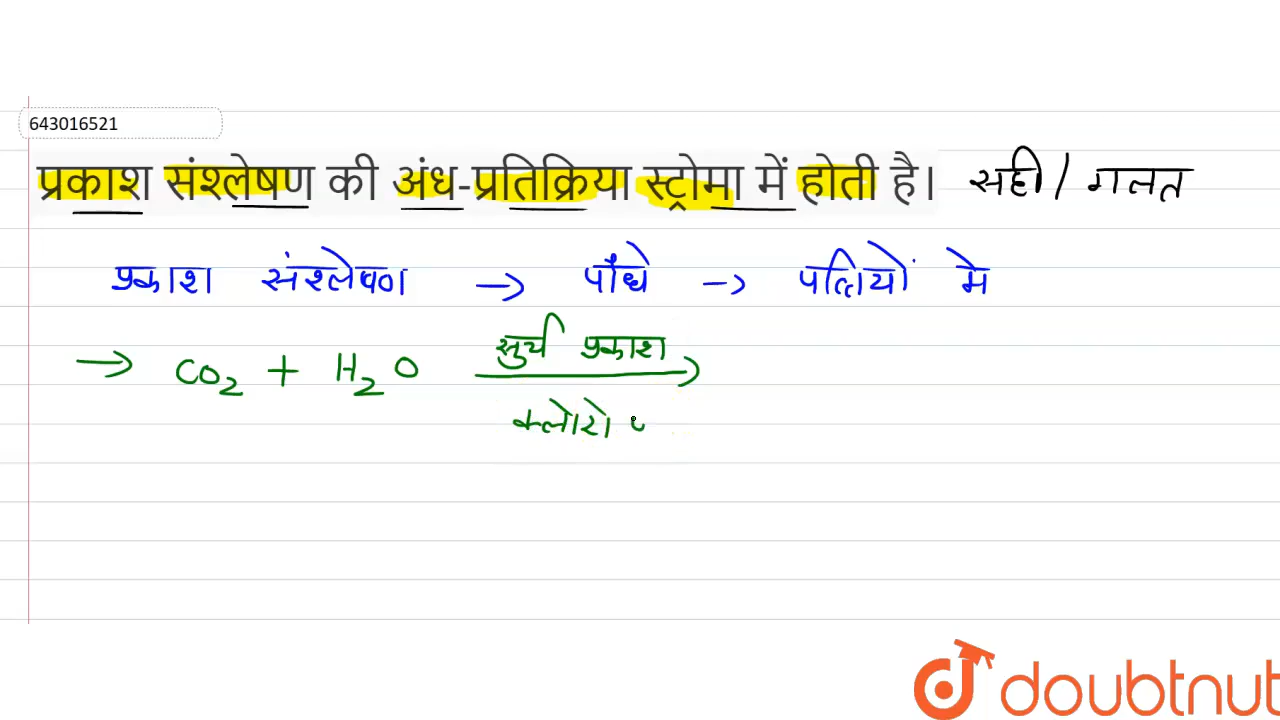 643016521
प्रकाश संश्लेषण की अंध-प्रतिक्रिया स्ट्रोमा में होती है। सही / गलत
प्रकाश संश्लेषण → पौधे → पत्तियों में
→ CO₂ + H₂O सुर्य प्रकाश →
क्लोरो
doubtnut